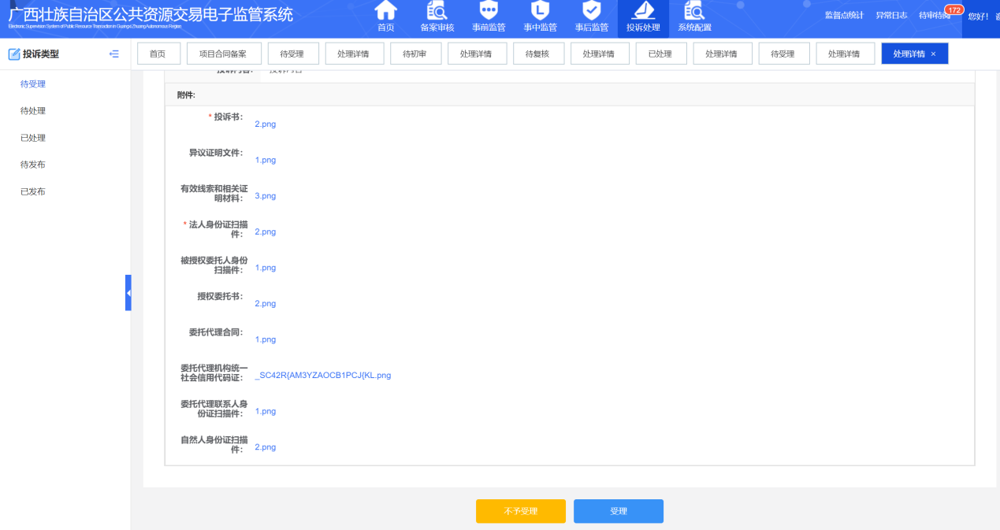 广西壮族自治区公共资源交易电子监管系统
Electronic Supervision System of Public Resource Transaction in Guangxi Zhuang Autonomous Region
首页
备案审核
事前监管
事中监管
事后监管
投诉处理
系统配置
监督点统计
异常日志
172
您好!
投诉类型
首页
项目合同备案
待受理
处理详情
待初审
处理详情
待复核
处理详情
已处理
处理详情
待受理
处理详情
处理详情 ×
待受理
待处理
已处理
待发布
已发布
投诉内容: 投诉内容
附件:
* 投诉书:
2.png
异议证明文件:
1.png
有效线索和相关证
明材料:
3.png
* 法人身份证扫描
件:
2.png
被授权委托人身份
扫描件:
1.png
授权委托书:
2.png
委托代理合同:
1.png
委托代理机构统一
社会信用代码证:
_SC42R{AM3YZAOCB1PCJ{KL.png
委托代理联系人身
份证扫描件:
1.png
自然人身份证扫描
件:
2.png
不予受理
受理